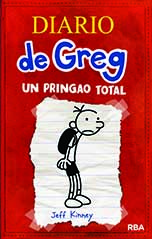 DIARIO
de Greg
UN PRINGAO TOTAL
Jeff Kinney
RBA